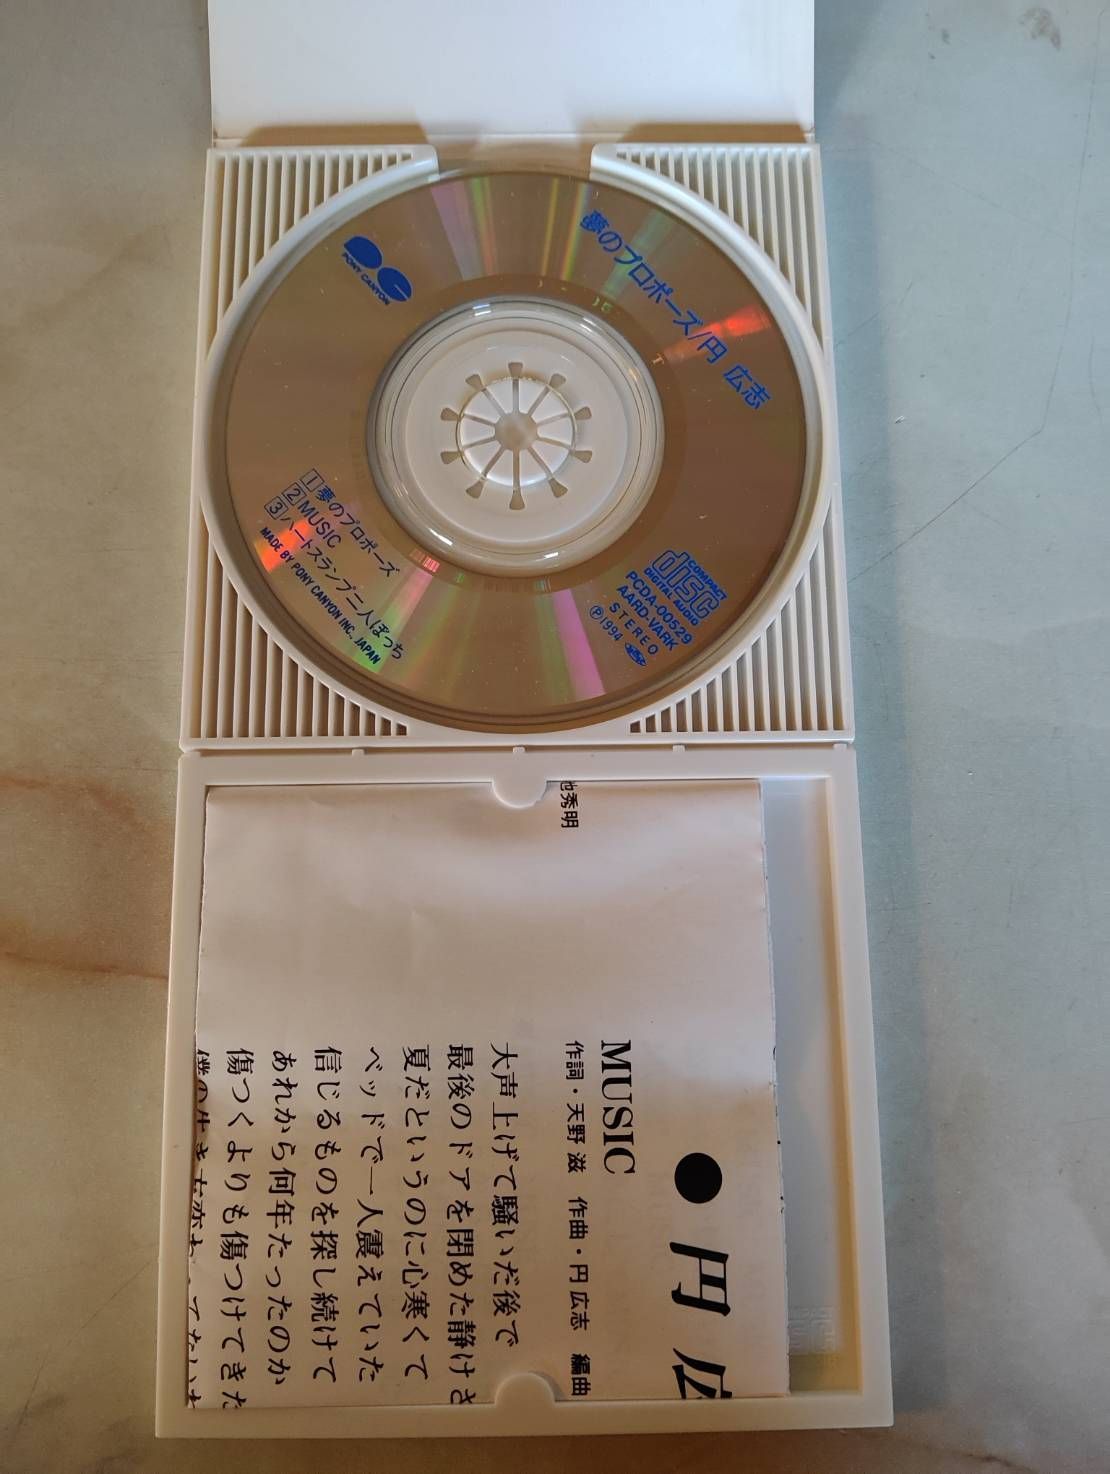 夢のプロポーズ/円 広志
PONY CANYON
1 夢のプロポーズ
2 MUSIC
3 ハートスランプ二人ぼっち
MADE BY PONY CANYON INC., JAPAN
COMPACT
disc
DIGITAL AUDIO
PCDA-00529
AARD-VARK
STEREO
Ⓟ1994
●円 広
MUSIC
作詞・天野 滋 作曲・円 広志 編曲
池秀明
大声上げて騒いだ後で
最後のドアを閉めた静けさ
夏だというのに心寒くて
ベッドで一人震えていた
信じるものを探し続けて
あれから何年たったのか
傷つくよりも傷つけてきた